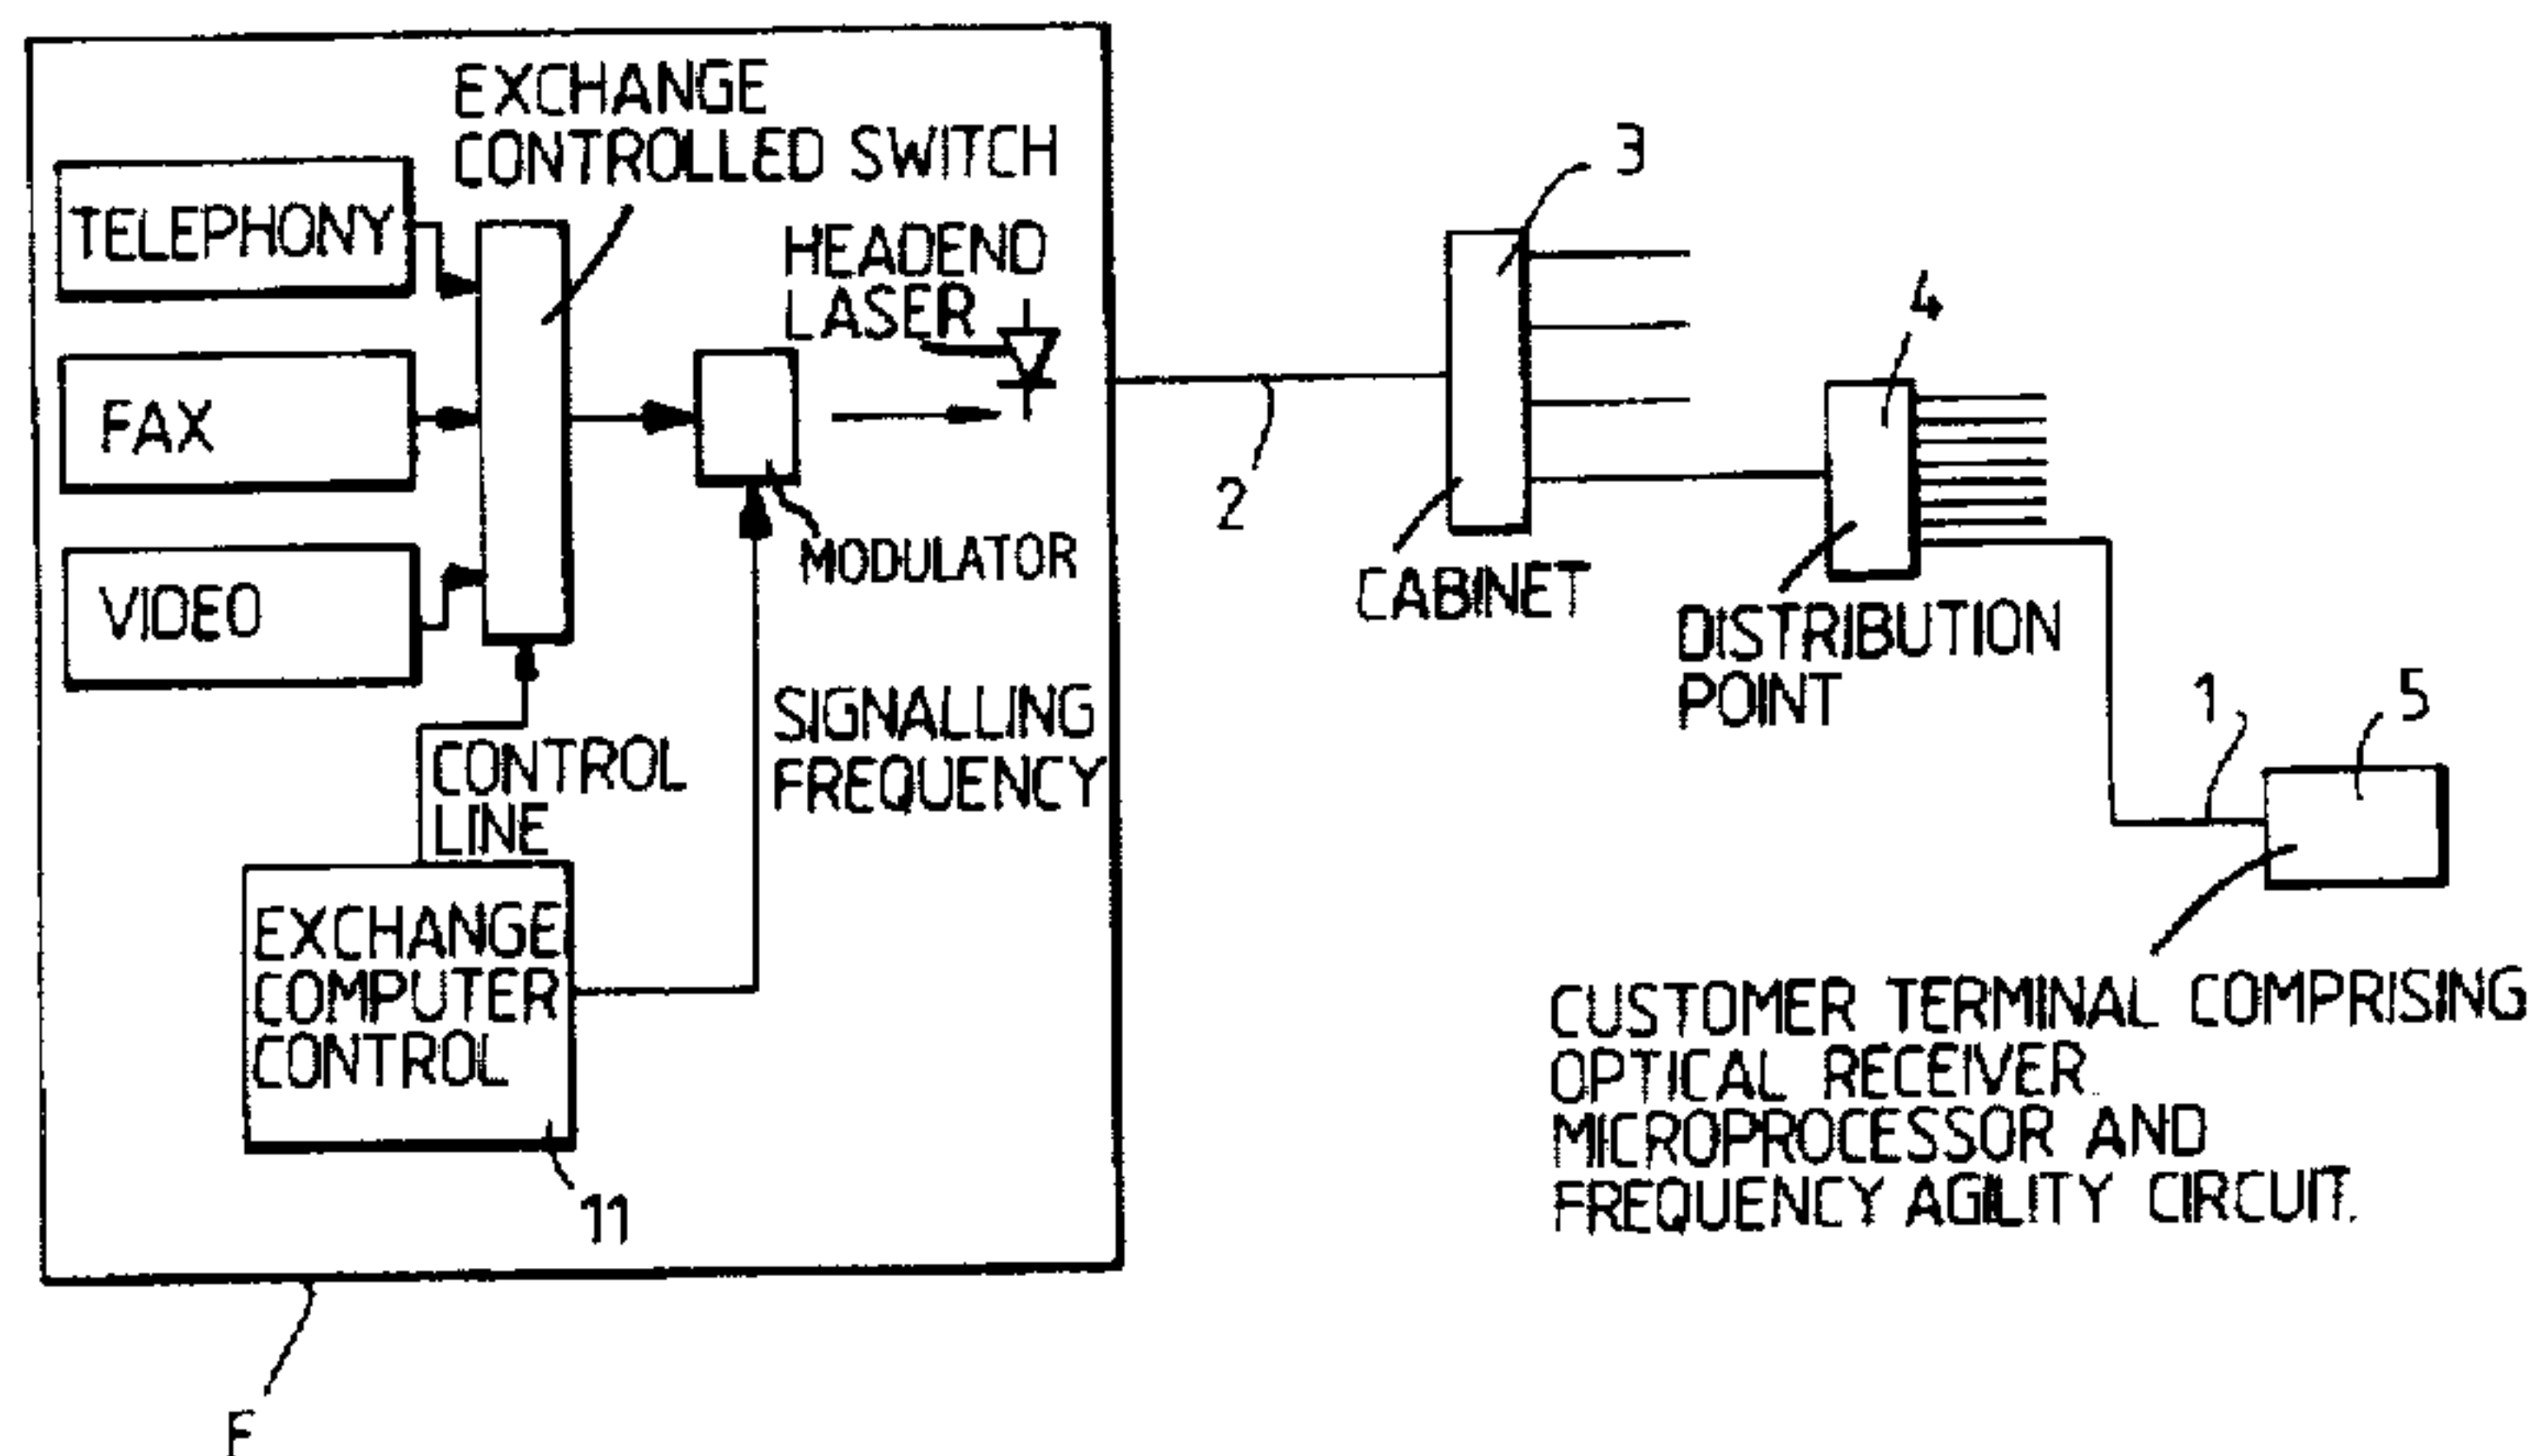 EXCHANGE
CONTROLLED SWITCH
TELEPHONY
HEADEND
LASER
FAX
MODULATOR
VIDEO
SIGNALLING
FREQUENCY
CONTROL
LINE
EXCHANGE
COMPUTER
CONTROL
11
2
3
CABINET
4
DISTRIBUTION
POINT
1
5
CUSTOMER TERMINAL COMPRISING
OPTICAL RECEIVER
MICROPROCESSOR AND
FREQUENCY AGILITY CIRCUIT.